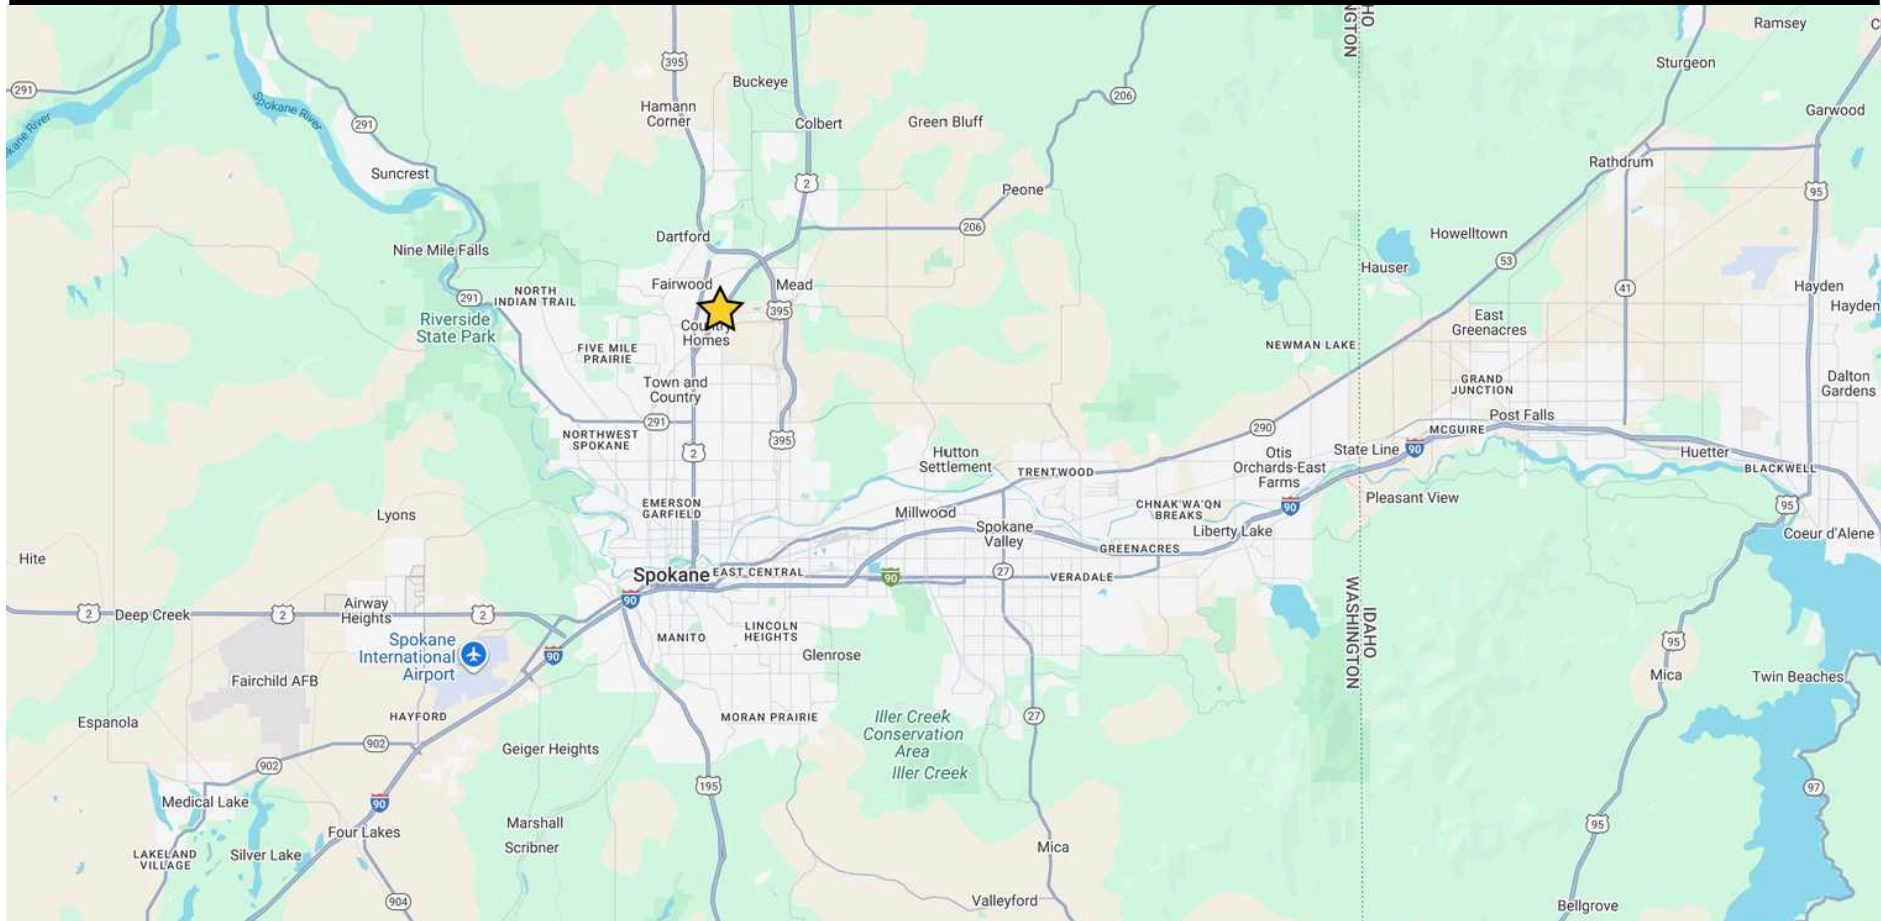 HO
NGTON
Ramsey
C
Sturgeon
395
Buckeye
291
Spokane River
206
Hamann
Corner
Garwood
291
Colbert
Green Bluff
kane River
Rathdrum
Suncrest
2
Peone
95
206
Dartford
Howelltown
Nine Mile Falls
53
Hauser
Fairwood
Mead
41
Hayden
NORTH
INDIAN TRAIL
291
Hayden
395
Riverside
State Park
East
Greenacres
Country
Homes
NEWMAN LAKE
FIVE MILE
PRAIRIE
Dalton
Gardens
Town and
Country
GRAND
JUNCTION
Post Falls
291
290
MCGUIRE
NORTHWEST
SPOKANE
395
2
State Line
90
Hutton
Settlement
Otis
Orchards-East
Farms
Huetter
TRENTWOOD
BLACKWELL
Pleasant View
EMERSON
GARFIELD
CHNAK'WA'QN
BREAKS
90
95
Lyons
Millwood
Spokane
Valley
Liberty Lake
Coeur d'Alene
Hite
GREENACRES
Spokane
EAST CENTRAL
90
27
VERADALE
90
2
Deep Creek
2
Airway
Heights
2
WASHINGTON
IDAHO
MANITO
LINCOLN
HEIGHTS
95
Spokane
International
Airport
90
Glenrose
Fairchild AFB
Mica
Twin Beaches
Espanola
HAYFORD
MORAN PRAIRIE
27
Iller Creek
Conservation
Area
902
Geiger Heights
902
Iller Creek
195
97
Medical Lake
90
Marshall
95
Four Lakes
Scribner
Mica
LAKELAND
VILLAGE
Silver Lake
904
Valleyford
Bellgrove